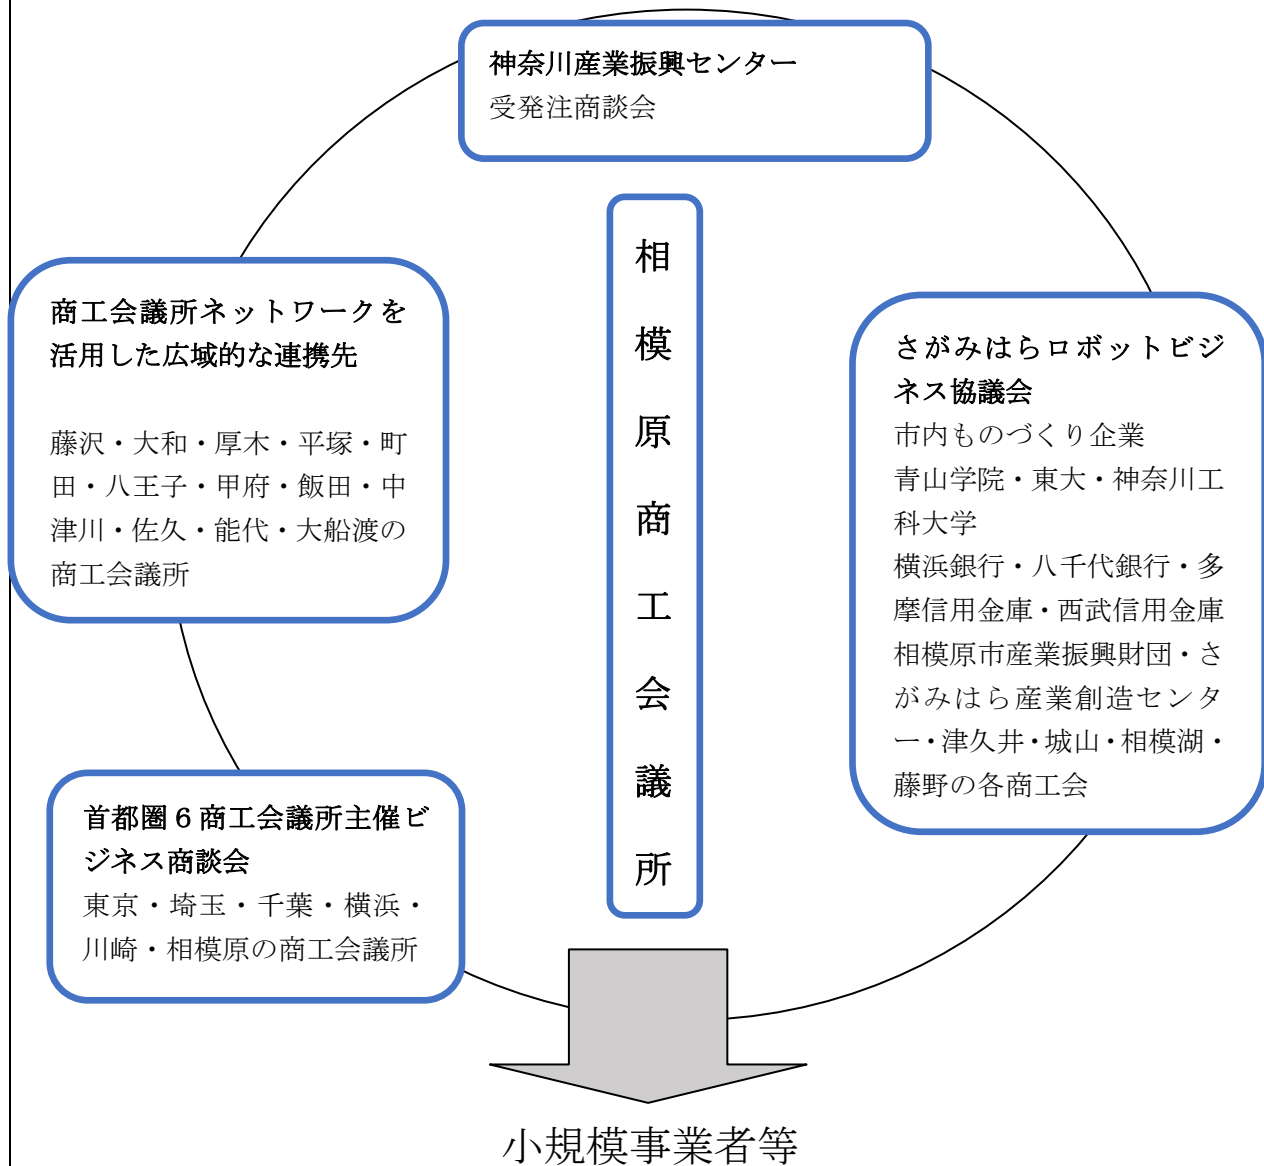 神奈川産業振興センター
受発注商談会
相模原商工会議所
商工会議所ネットワークを
活用した広域的な連携先
藤沢・大和・厚木・平塚・町
田・八王子・甲府・飯田・中
津川・佐久・能代・大船渡の
商工会議所
さがみはらロボットビジ
ネス協議会
市内ものづくり企業
青山学院・東大・神奈川工
科大学
横浜銀行・八千代銀行・多
摩信用金庫・西武信用金庫
相模原市産業振興財団・さ
がみはら産業創造センタ
ー・津久井・城山・相模湖・
藤野の各商工会
首都圏6商工会議所主催ビ
ジネス商談会
東京・埼玉・千葉・横浜・
川崎・相模原の商工会議所
小規模事業者等